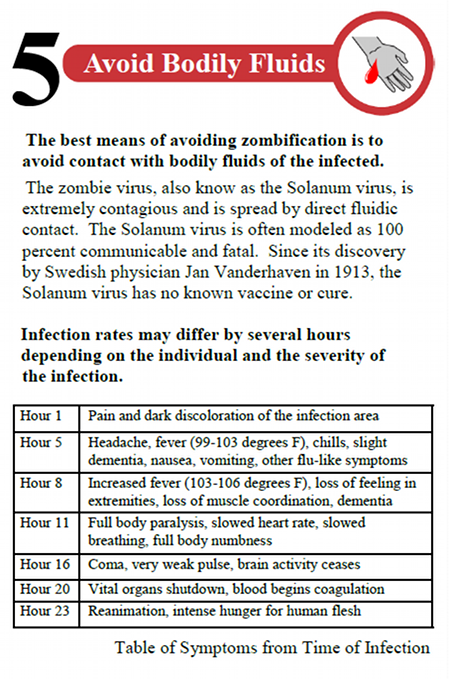 5 Avoid Bodily Fluids
The best means of avoiding zombification is to
avoid contact with bodily fluids of the infected.
The zombie virus, also know as the Solanum virus, is
extremely contagious and is spread by direct fluidic
contact.  The Solanum virus is often modeled as 100
percent communicable and fatal.  Since its discovery
by Swedish physician Jan Vanderhaven in 1913, the
Solanum virus has no known vaccine or cure.
Infection rates may differ by several hours
depending on the individual and the severity of
the infection.
Hour 1 Pain and dark discoloration of the infection area
Hour 5 Headache, fever (99-103 degrees F), chills, slight
dementia, nausea, vomiting, other flu-like symptoms
Hour 8 Increased fever (103-106 degrees F), loss of feeling in
extremities, loss of muscle coordination, dementia
Hour 11 Full body paralysis, slowed heart rate, slowed
breathing, full body numbness
Hour 16 Coma, very weak pulse, brain activity ceases
Hour 20 Vital organs shutdown, blood begins coagulation
Hour 23 Reanimation, intense hunger for human flesh
Table of Symptoms from Time of Infection